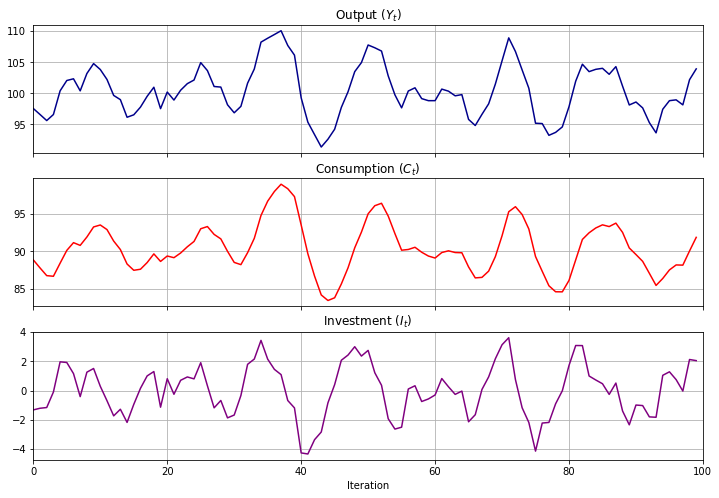 Output (Y_t)
110
105
100
95
Consumption (C_t)
95
90
85
Investment (I_t)
4
2
0
−2
−4
0 20 40 60 80 100
Iteration